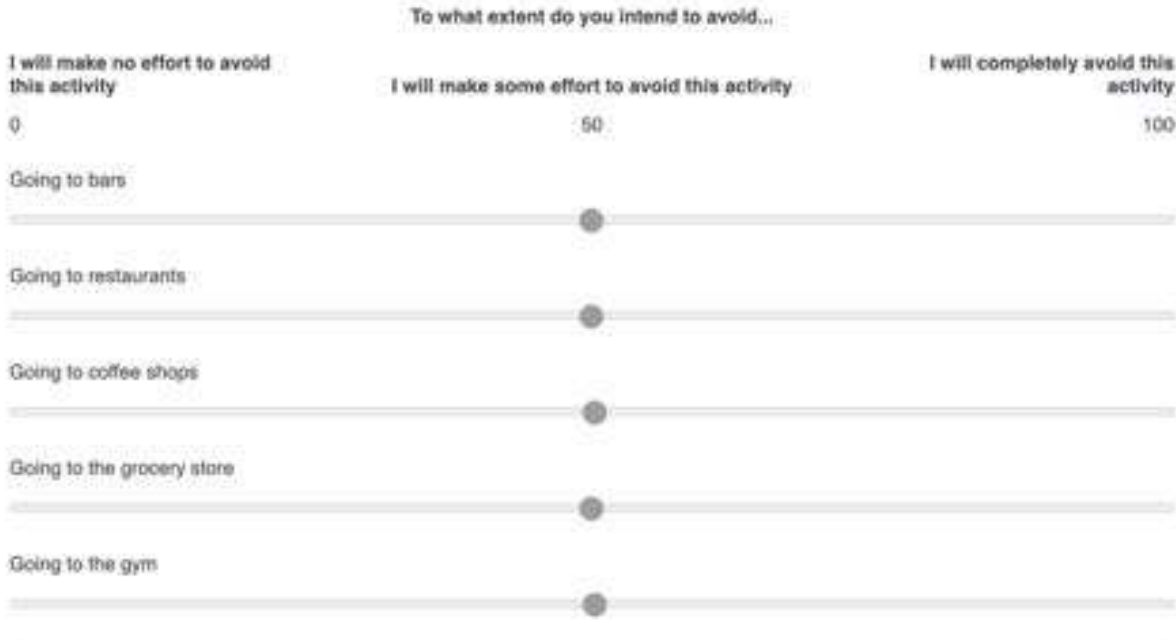 To what extent do you intend to avoid...
I will make no effort to avoid
this activity
I will make some effort to avoid this activity
I will completely avoid this
activity
0
50
100
Going to bars
Going to restaurants
Going to coffee shops
Going to the grocery store
Going to the gym